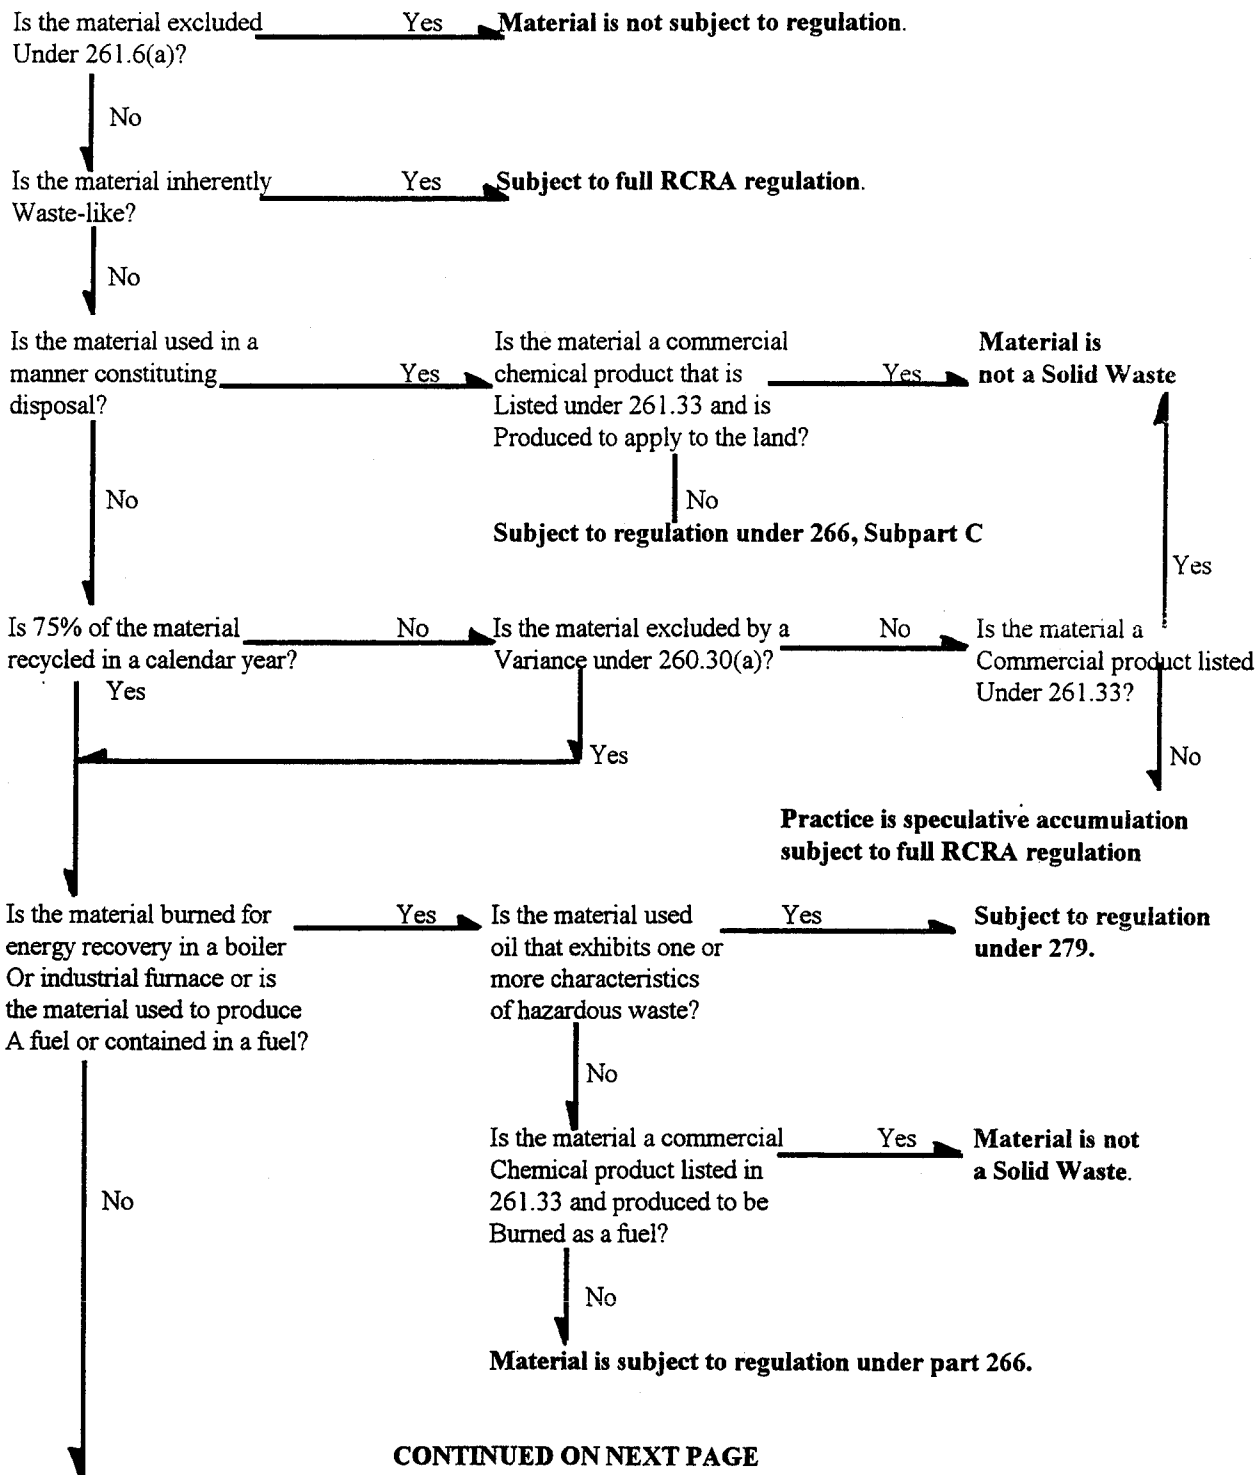 Is the material excluded
Under 261.6(a)?
Yes
Material is not subject to regulation.
No
Is the material inherently
Waste-like?
Yes
Subject to full RCRA regulation.
No
Is the material used in a
manner constituting
disposal?
Yes
Is the material a commercial
chemical product that is
Listed under 261.33 and is
Produced to apply to the land?
Yes
Material is
not a Solid Waste
No
No
Subject to regulation under 266, Subpart C
Yes
Is 75% of the material
recycled in a calendar year?
No
Is the material excluded by a
Variance under 260.30(a)?
No
Is the material a
Commercial product listed
Under 261.33?
Yes
Yes
No
Practice is speculative accumulation
subject to full RCRA regulation
Is the material burned for
energy recovery in a boiler
Or industrial furnace or is
the material used to produce
A fuel or contained in a fuel?
Yes
Is the material used
oil that exhibits one or
more characteristics
of hazardous waste?
Yes
Subject to regulation
under 279.
No
Is the material a commercial
Chemical product listed in
261.33 and produced to be
Burned as a fuel?
Yes
Material is not
a Solid Waste.
No
No
Material is subject to regulation under part 266.
CONTINUED ON NEXT PAGE